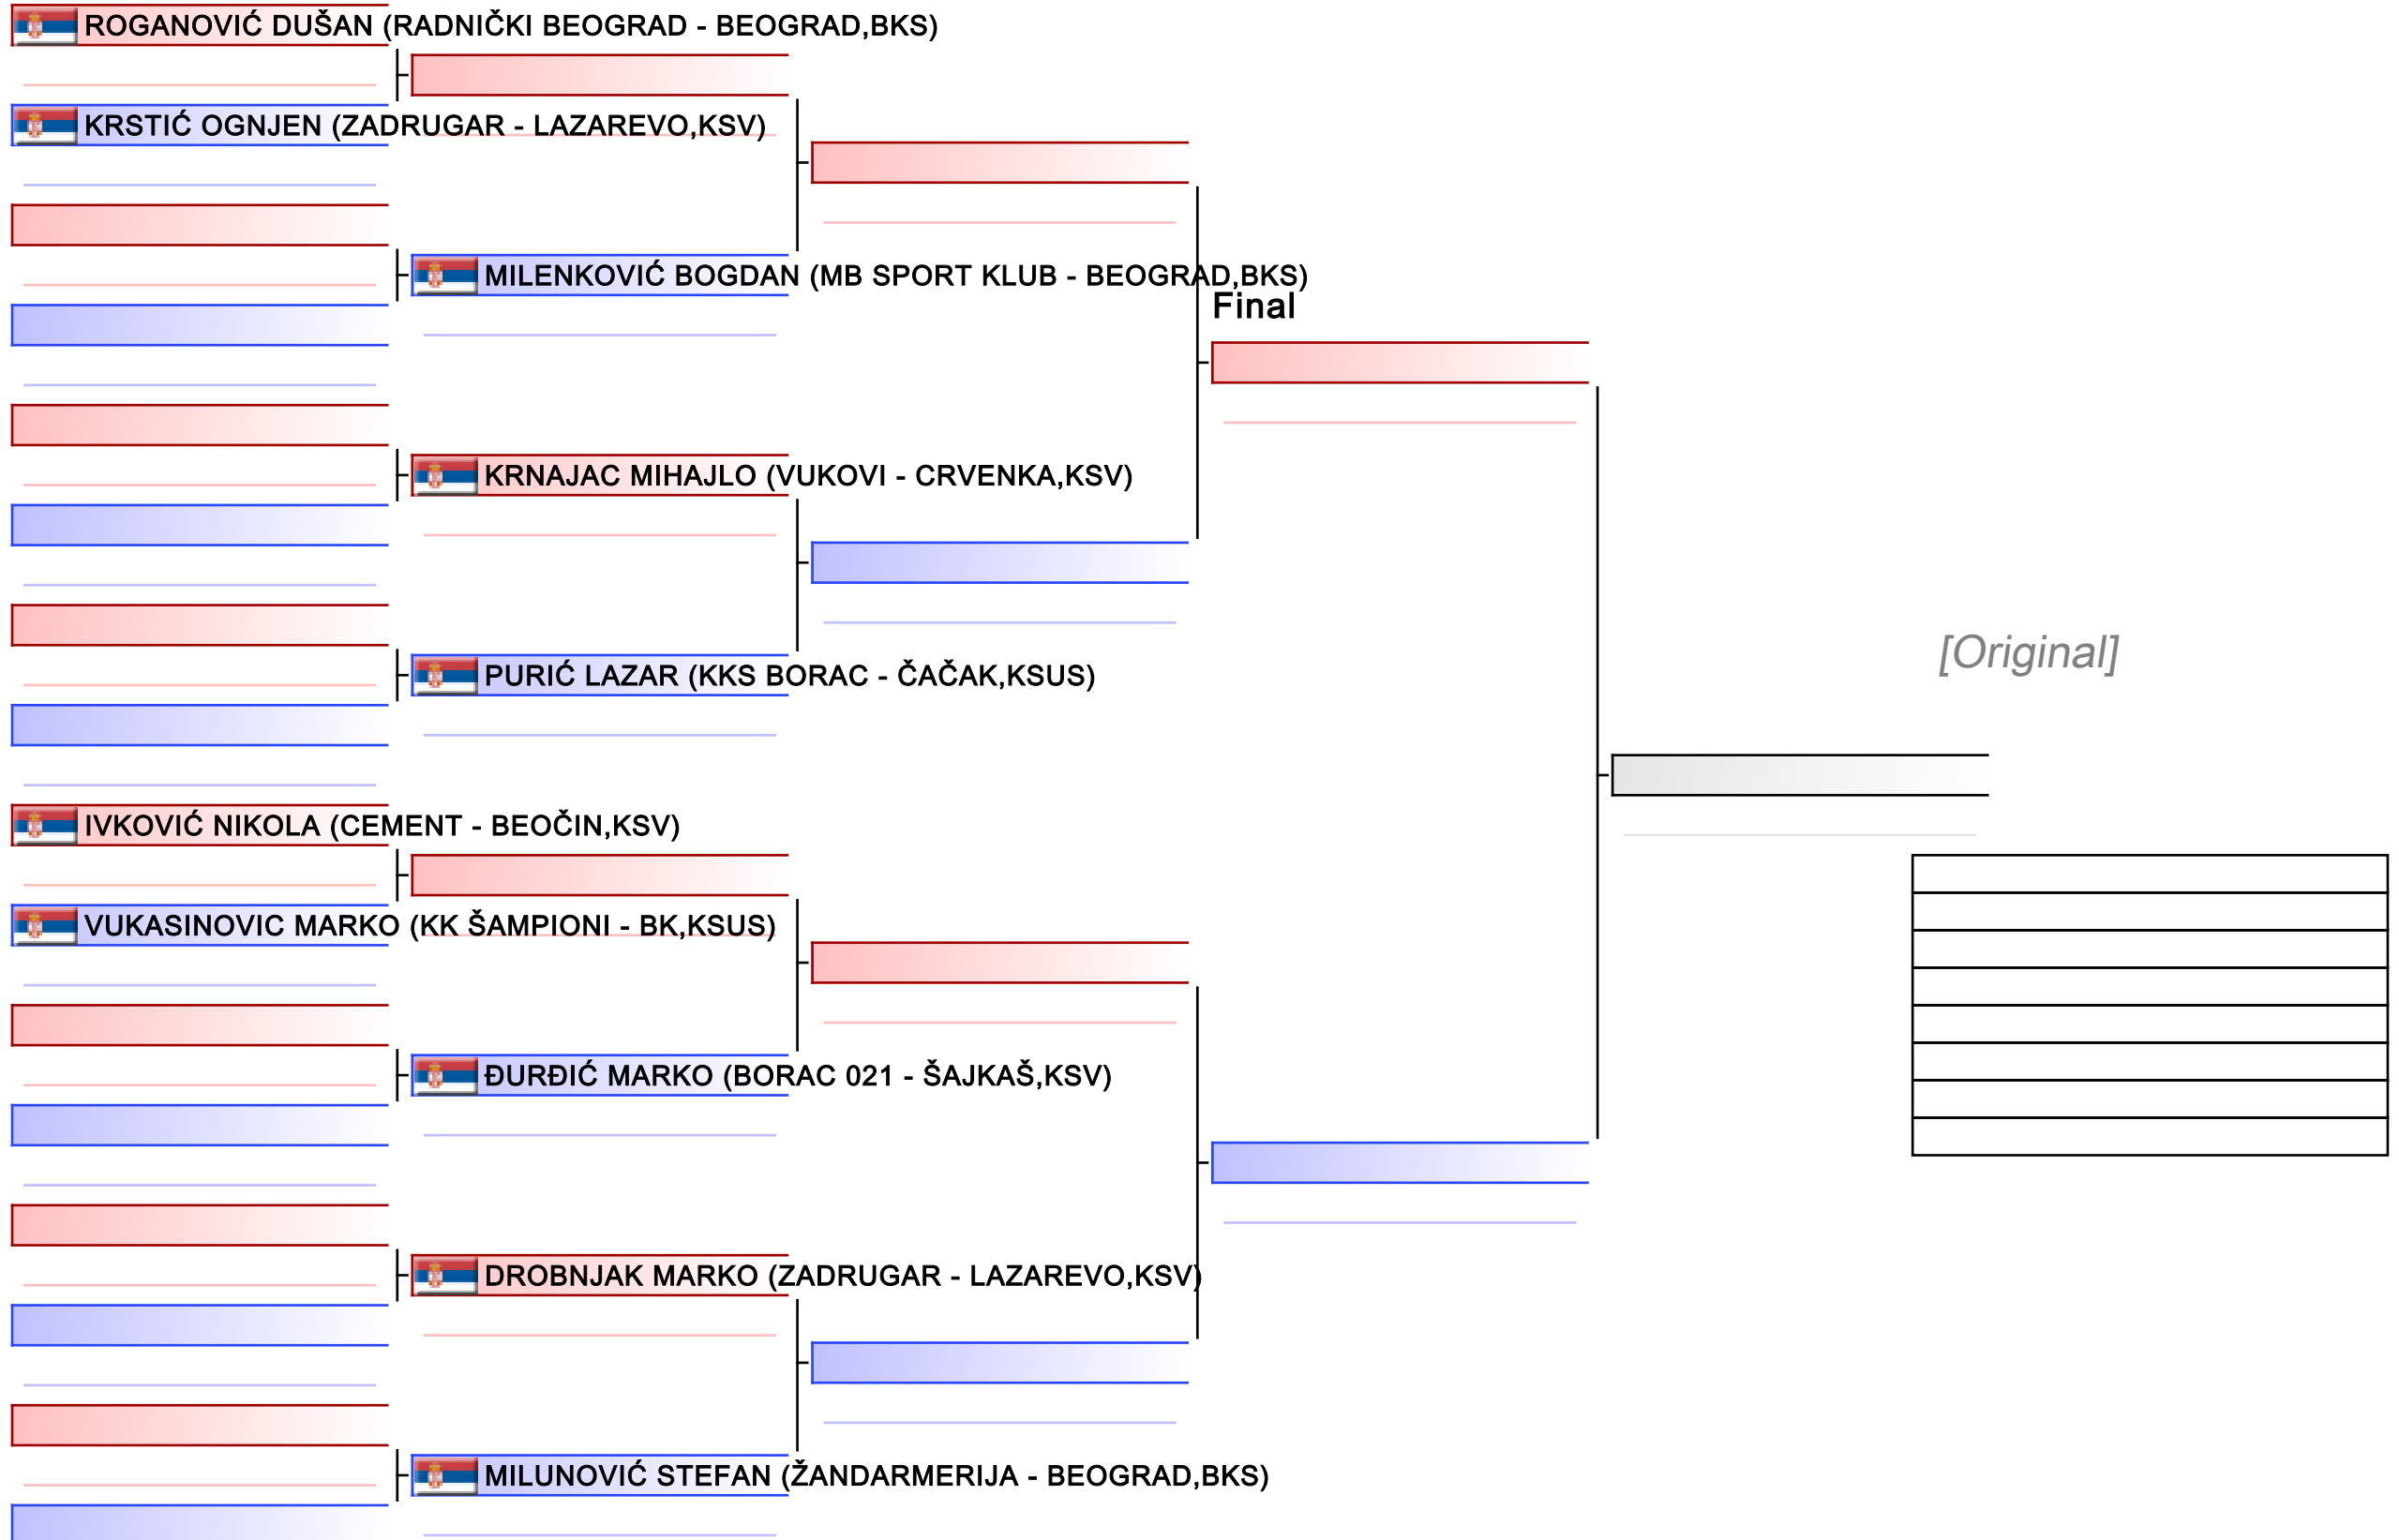 ROGANOVIĆ DUŠAN (RADNIČKI BEOGRAD - BEOGRAD,BKS)
KRSTIĆ OGNJEN (ZADRUGAR - LAZAREVO,KSV)
MILENKOVIĆ BOGDAN (MB SPORT KLUB - BEOGRAD,BKS)
Final
KRNAJAC MIHAJLO (VUKOVI - CRVENKA,KSV)
[Original]
PURIĆ LAZAR (KKS BORAC - ČAČAK,KSUS)
IVKOVIĆ NIKOLA (CEMENT - BEOČIN,KSV)
VUKASINOVIC MARKO (KK ŠAMPIONI - BK,KSUS)
ĐURĐIĆ MARKO (BORAC 021 - ŠAJKAŠ,KSV)
DROBNJAK MARKO (ZADRUGAR - LAZAREVO,KSV)
MILUNOVIĆ STEFAN (ŽANDARMERIJA - BEOGRAD,BKS)